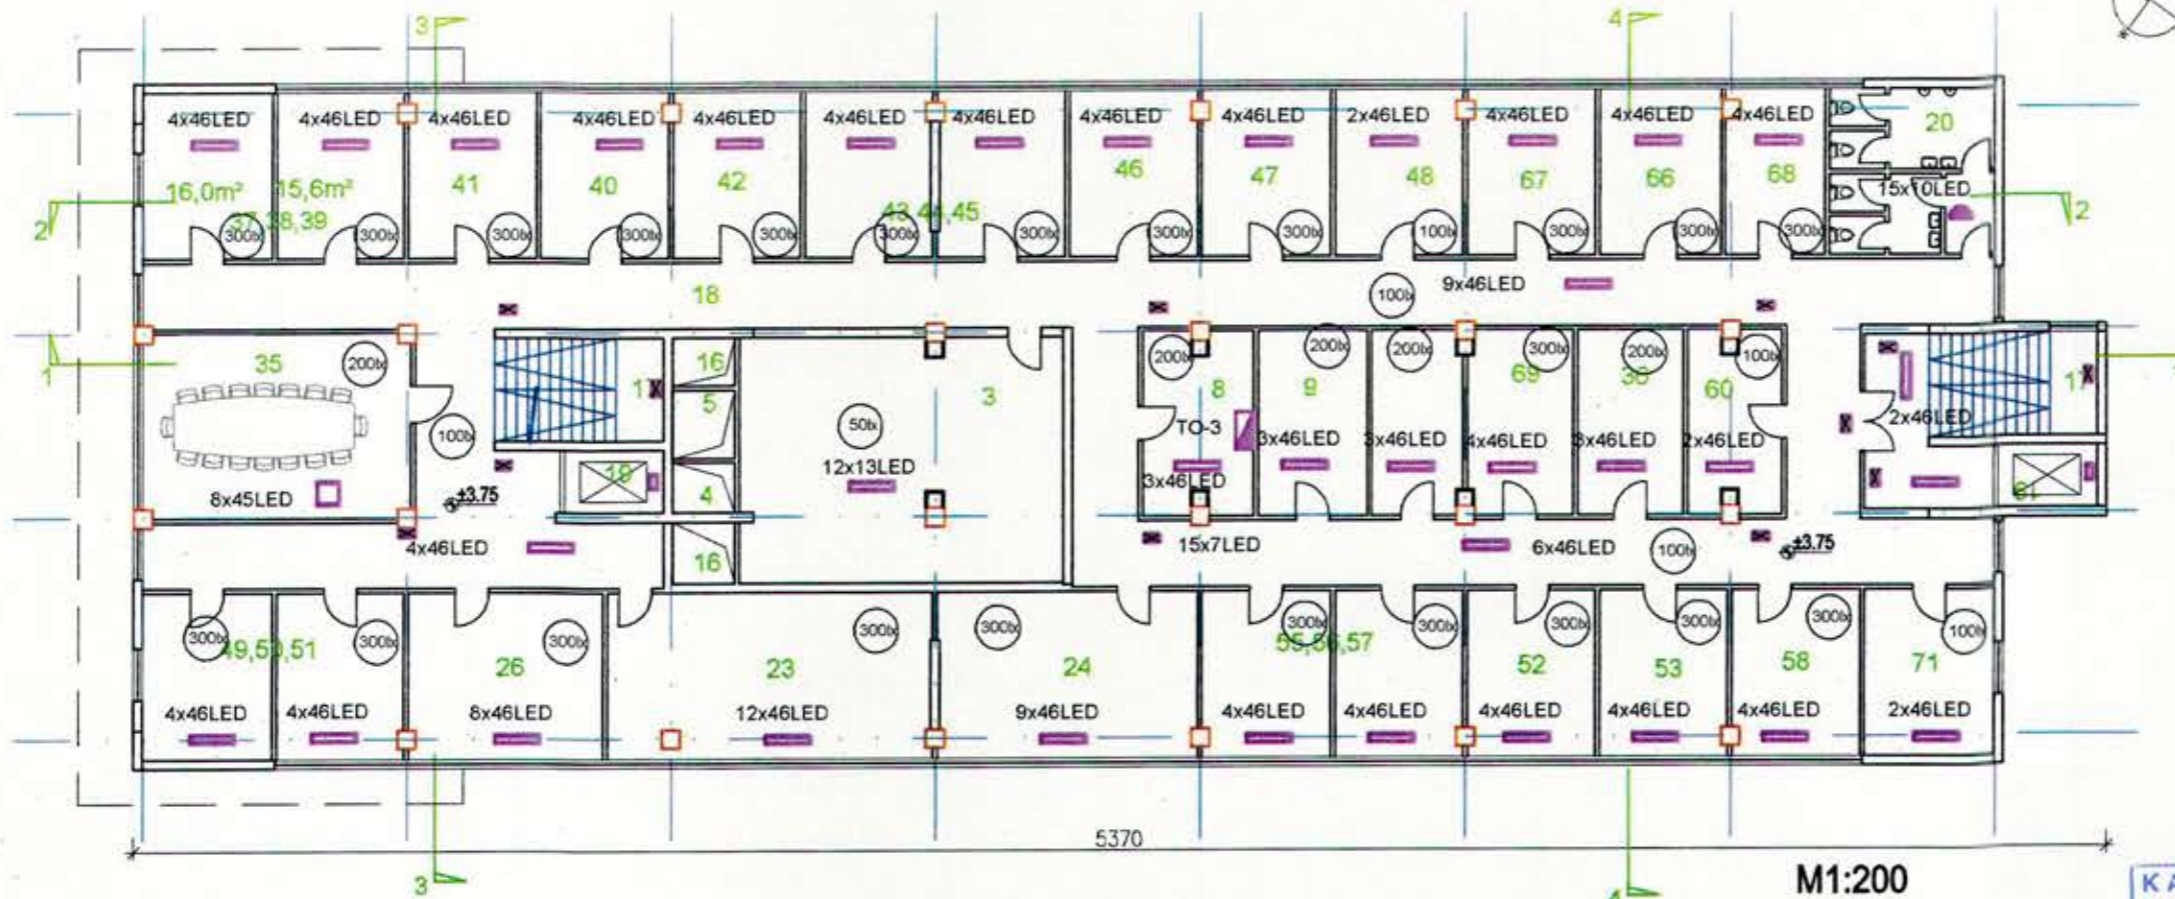 3
4
4x46LED 4x46LED 4x46LED 4x46LED 4x46LED 4x46LED 4x46LED 4x46LED 4x46LED 2x46LED 4x46LED 4x46LED 4x46LED
20
16,0m² 15,6m² 41 40 42 46 47 48 67 66 68
15x10LED
37,38,39 43,44,45
2 2
300lx 300lx 300lx 300lx 300lx 300lx 300lx 300lx 300lx 100lx 300lx 300lx 300lx
18 100lx 9x46LED
35 200lx 16 200lx 200lx 200lx 300lx 200lx 100lx
1
17 5 3 8 9 69 36 60 17
100lx 50lx TO-3 2x46LED
3x46LED 3x46LED 4x46LED 3x46LED 2x46LED
12x13LED
19 3x46LED 19
8x45LED ±3.75 4
4x46LED 16 15x7LED 6x46LED 100lx ±3.75
300lx 300lx 300lx 300lx 300lx 300lx 300lx 300lx 300lx 300lx 100lx
49,50,51 26 23 24 55,56,57 52 53 58 71
4x46LED 4x46LED 8x46LED 12x46LED 9x46LED 4x46LED 4x46LED 4x46LED 4x46LED 4x46LED 2x46LED
5370
3
M1:200